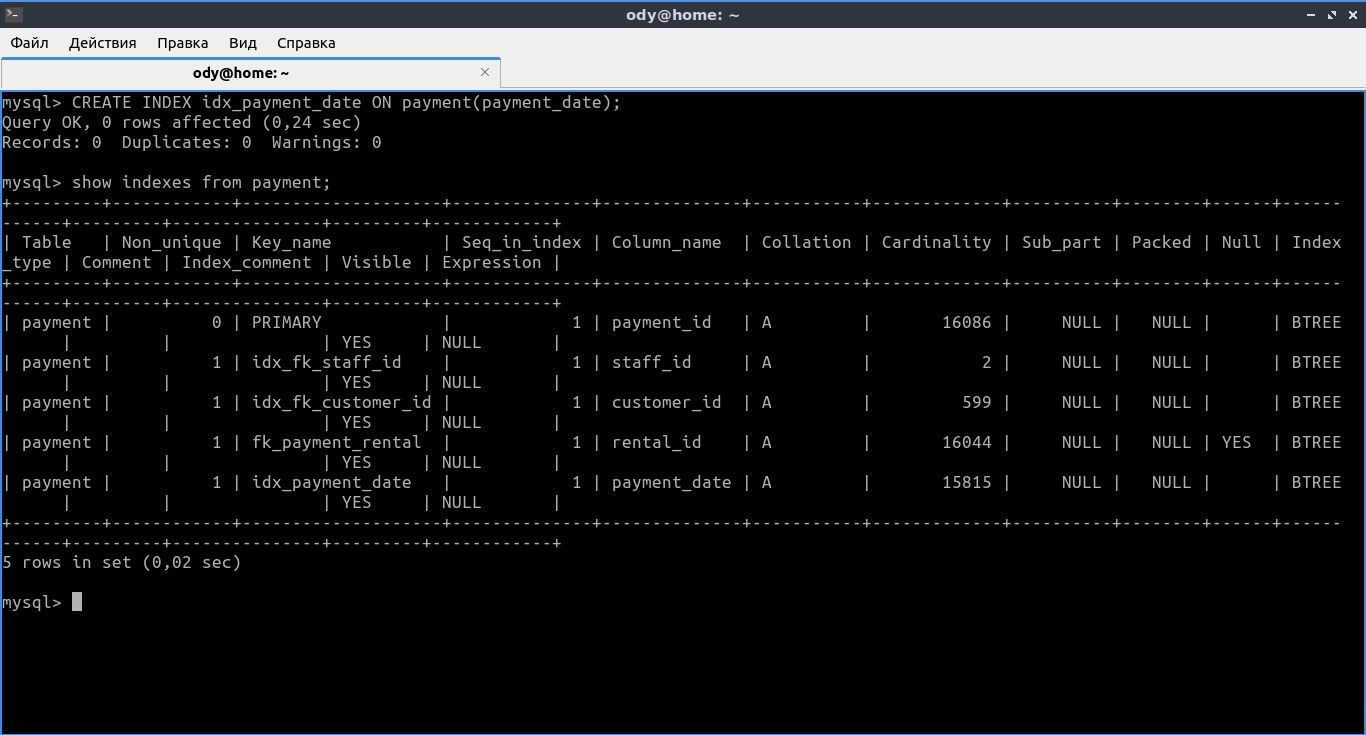 ody@home: ~
Файл Действия Правка Вид Справка
ody@home: ~
mysql> CREATE INDEX idx_payment_date ON payment(payment_date);
Query OK, 0 rows affected (0,24 sec)
Records: 0  Duplicates: 0  Warnings: 0
mysql> show indexes from payment;
+---------+------------+--------------------+--------------+--------------+-----------+-------------+----------+--------+------+------
------+---------+---------------+---------+------------+
| Table   | Non_unique | Key_name           | Seq_in_index | Column_name  | Collation | Cardinality | Sub_part | Packed | Null | Index
_type | Comment | Index_comment | Visible | Expression |
+---------+------------+--------------------+--------------+--------------+-----------+-------------+----------+--------+------+------
------+---------+---------------+---------+------------+
| payment |          0 | PRIMARY            |            1 | payment_id   | A         |       16086 |     NULL |   NULL |      | BTREE
      |         |               | YES     | NULL       |
| payment |          1 | idx_fk_staff_id    |            1 | staff_id     | A         |           2 |     NULL |   NULL |      | BTREE
      |         |               | YES     | NULL       |
| payment |          1 | idx_fk_customer_id |            1 | customer_id  | A         |         599 |     NULL |   NULL |      | BTREE
      |         |               | YES     | NULL       |
| payment |          1 | fk_payment_rental  |            1 | rental_id    | A         |       16044 |     NULL |   NULL | YES  | BTREE
      |         |               | YES     | NULL       |
| payment |          1 | idx_payment_date   |            1 | payment_date | A         |       15815 |     NULL |   NULL |      | BTREE
      |         |               | YES     | NULL       |
+---------+------------+--------------------+--------------+--------------+-----------+-------------+----------+--------+------+------
------+---------+---------------+---------+------------+
5 rows in set (0,02 sec)
mysql>